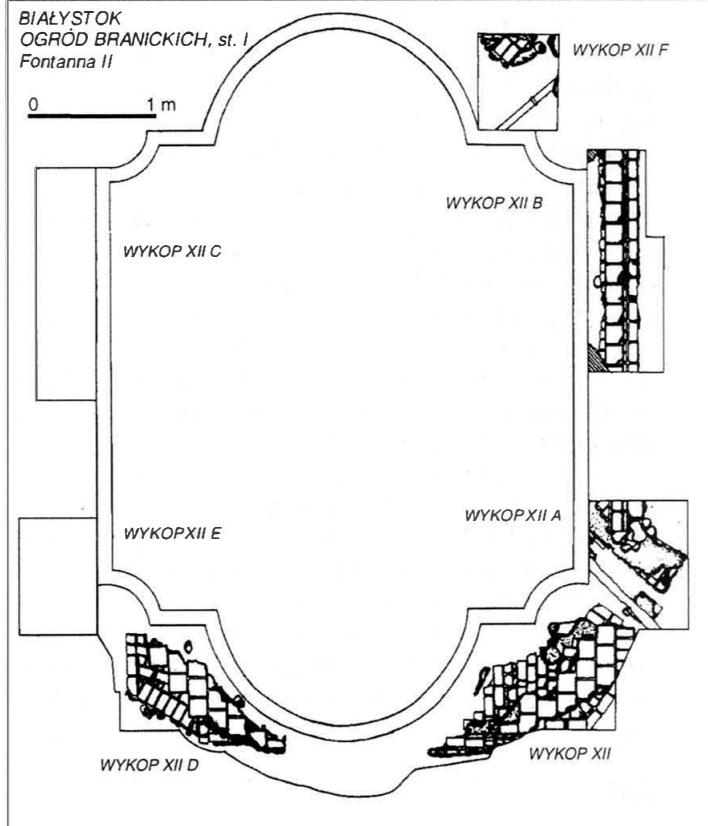 BIAŁYSTOK
OGRÓD BRANICKICH, st. I
Fontanna II
0 1 m
WYKOP XII F
WYKOP XII B
WYKOP XII C
WYKOP XII A
WYKOPXII E
WYKOP XII D
WYKOP XII